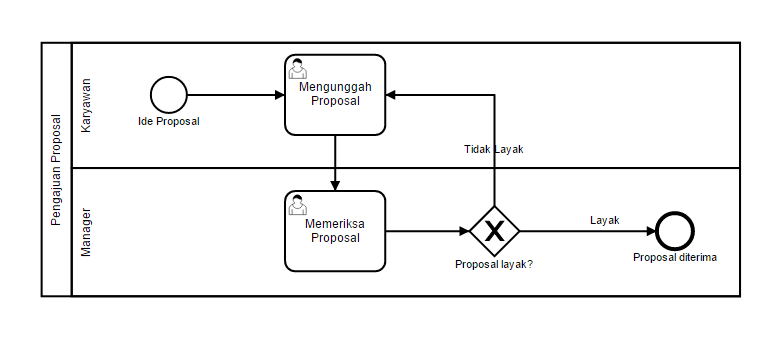 Pengajuan Proposal
Karyawan
Ide Proposal
Mengunggah
Proposal
Tidak Layak
Manager
Memeriksa
Proposal
Proposal layak?
Layak
Proposal diterima